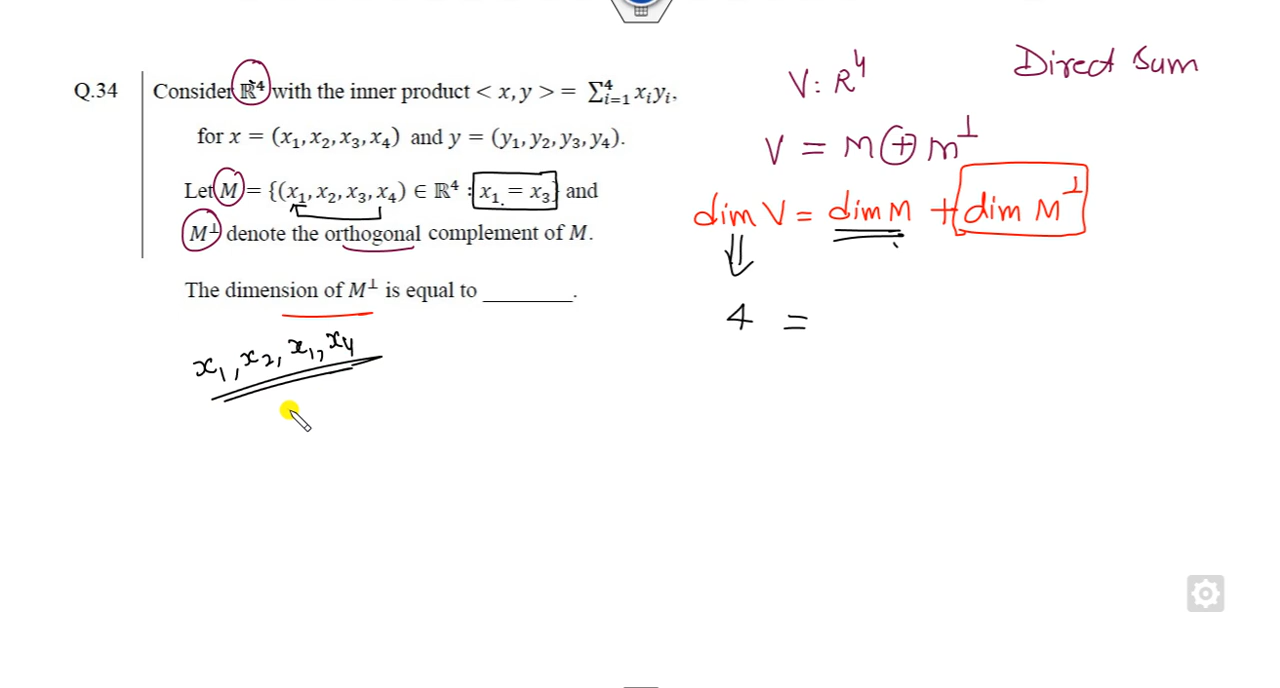 Q.34 Consider ℝ⁴ with the inner product < x, y > = ∑⁴ᵢ₌₁ xᵢyᵢ,
for x = (x₁, x₂, x₃, x₄) and y = (y₁, y₂, y₃, y₄).
Let M = {(x₁, x₂, x₃, x₄) ∈ ℝ⁴ : x₁ = x₃} and
M⊥ denote the orthogonal complement of M.
The dimension of M⊥ is equal to ________.
x₁, x₂, x₁, x₄
V: R⁴
Direct Sum
V = M ⊕ M⊥
dim V = dim M + dim M⊥
4 =